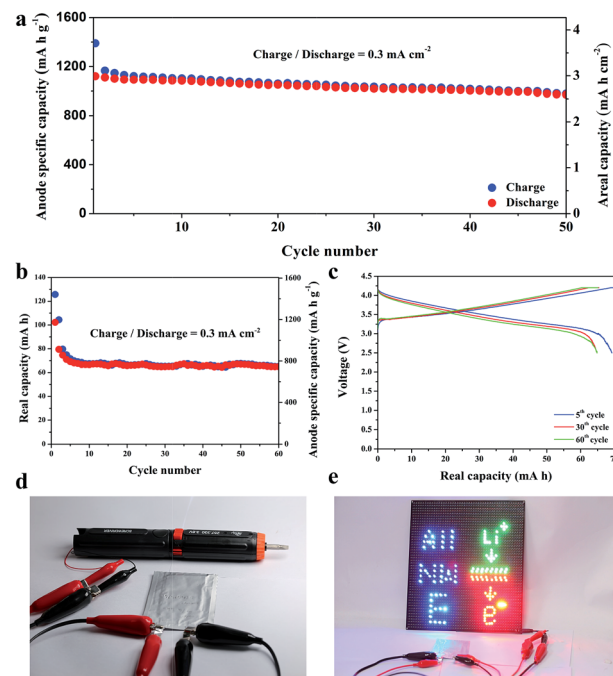 a
1600
1200
800
400
0
Anode specific capacity (mA h g⁻¹)
Charge / Discharge = 0.3 mA cm⁻²
Charge
Discharge
4
3
2
1
0
Areal capacity (mA h cm⁻²)
10 20 30 40 50
Cycle number
b
140
120
100
80
60
40
20
0
Real capacity (mA h)
Charge / Discharge = 0.3 mA cm⁻²
1600
1200
800
400
0
Anode specific capacity (mA h g⁻¹)
0 10 20 30 40 50 60
Cycle number
c
4.5
4.0
3.5
3.0
2.5
2.0
1.5
1.0
0.5
0.0
Voltage (V)
5th cycle
30th cycle
60th cycle
0 10 20 30 40 50 60
Real capacity (mA h)
d
e
All Li+
NW
E e-